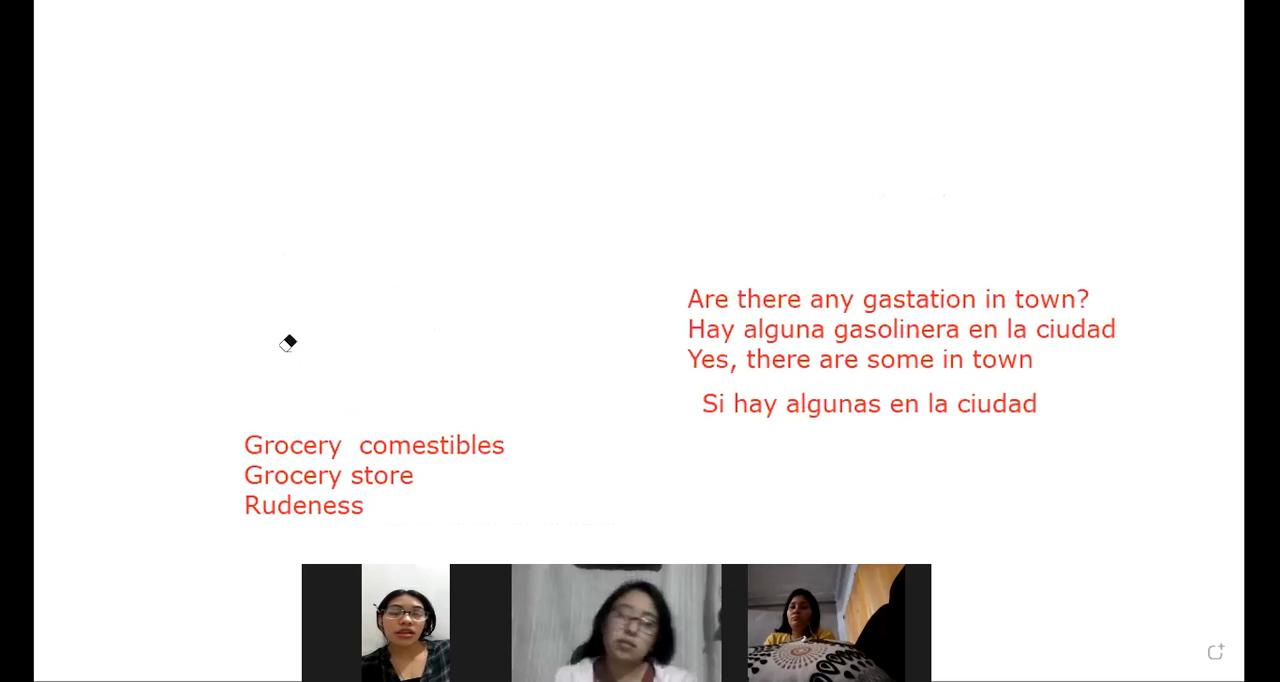 Are there any gastation in town?
Hay alguna gasolinera en la ciudad
Yes, there are some in town
Si hay algunas en la ciudad
Grocery  comestibles
Grocery store
Rudeness